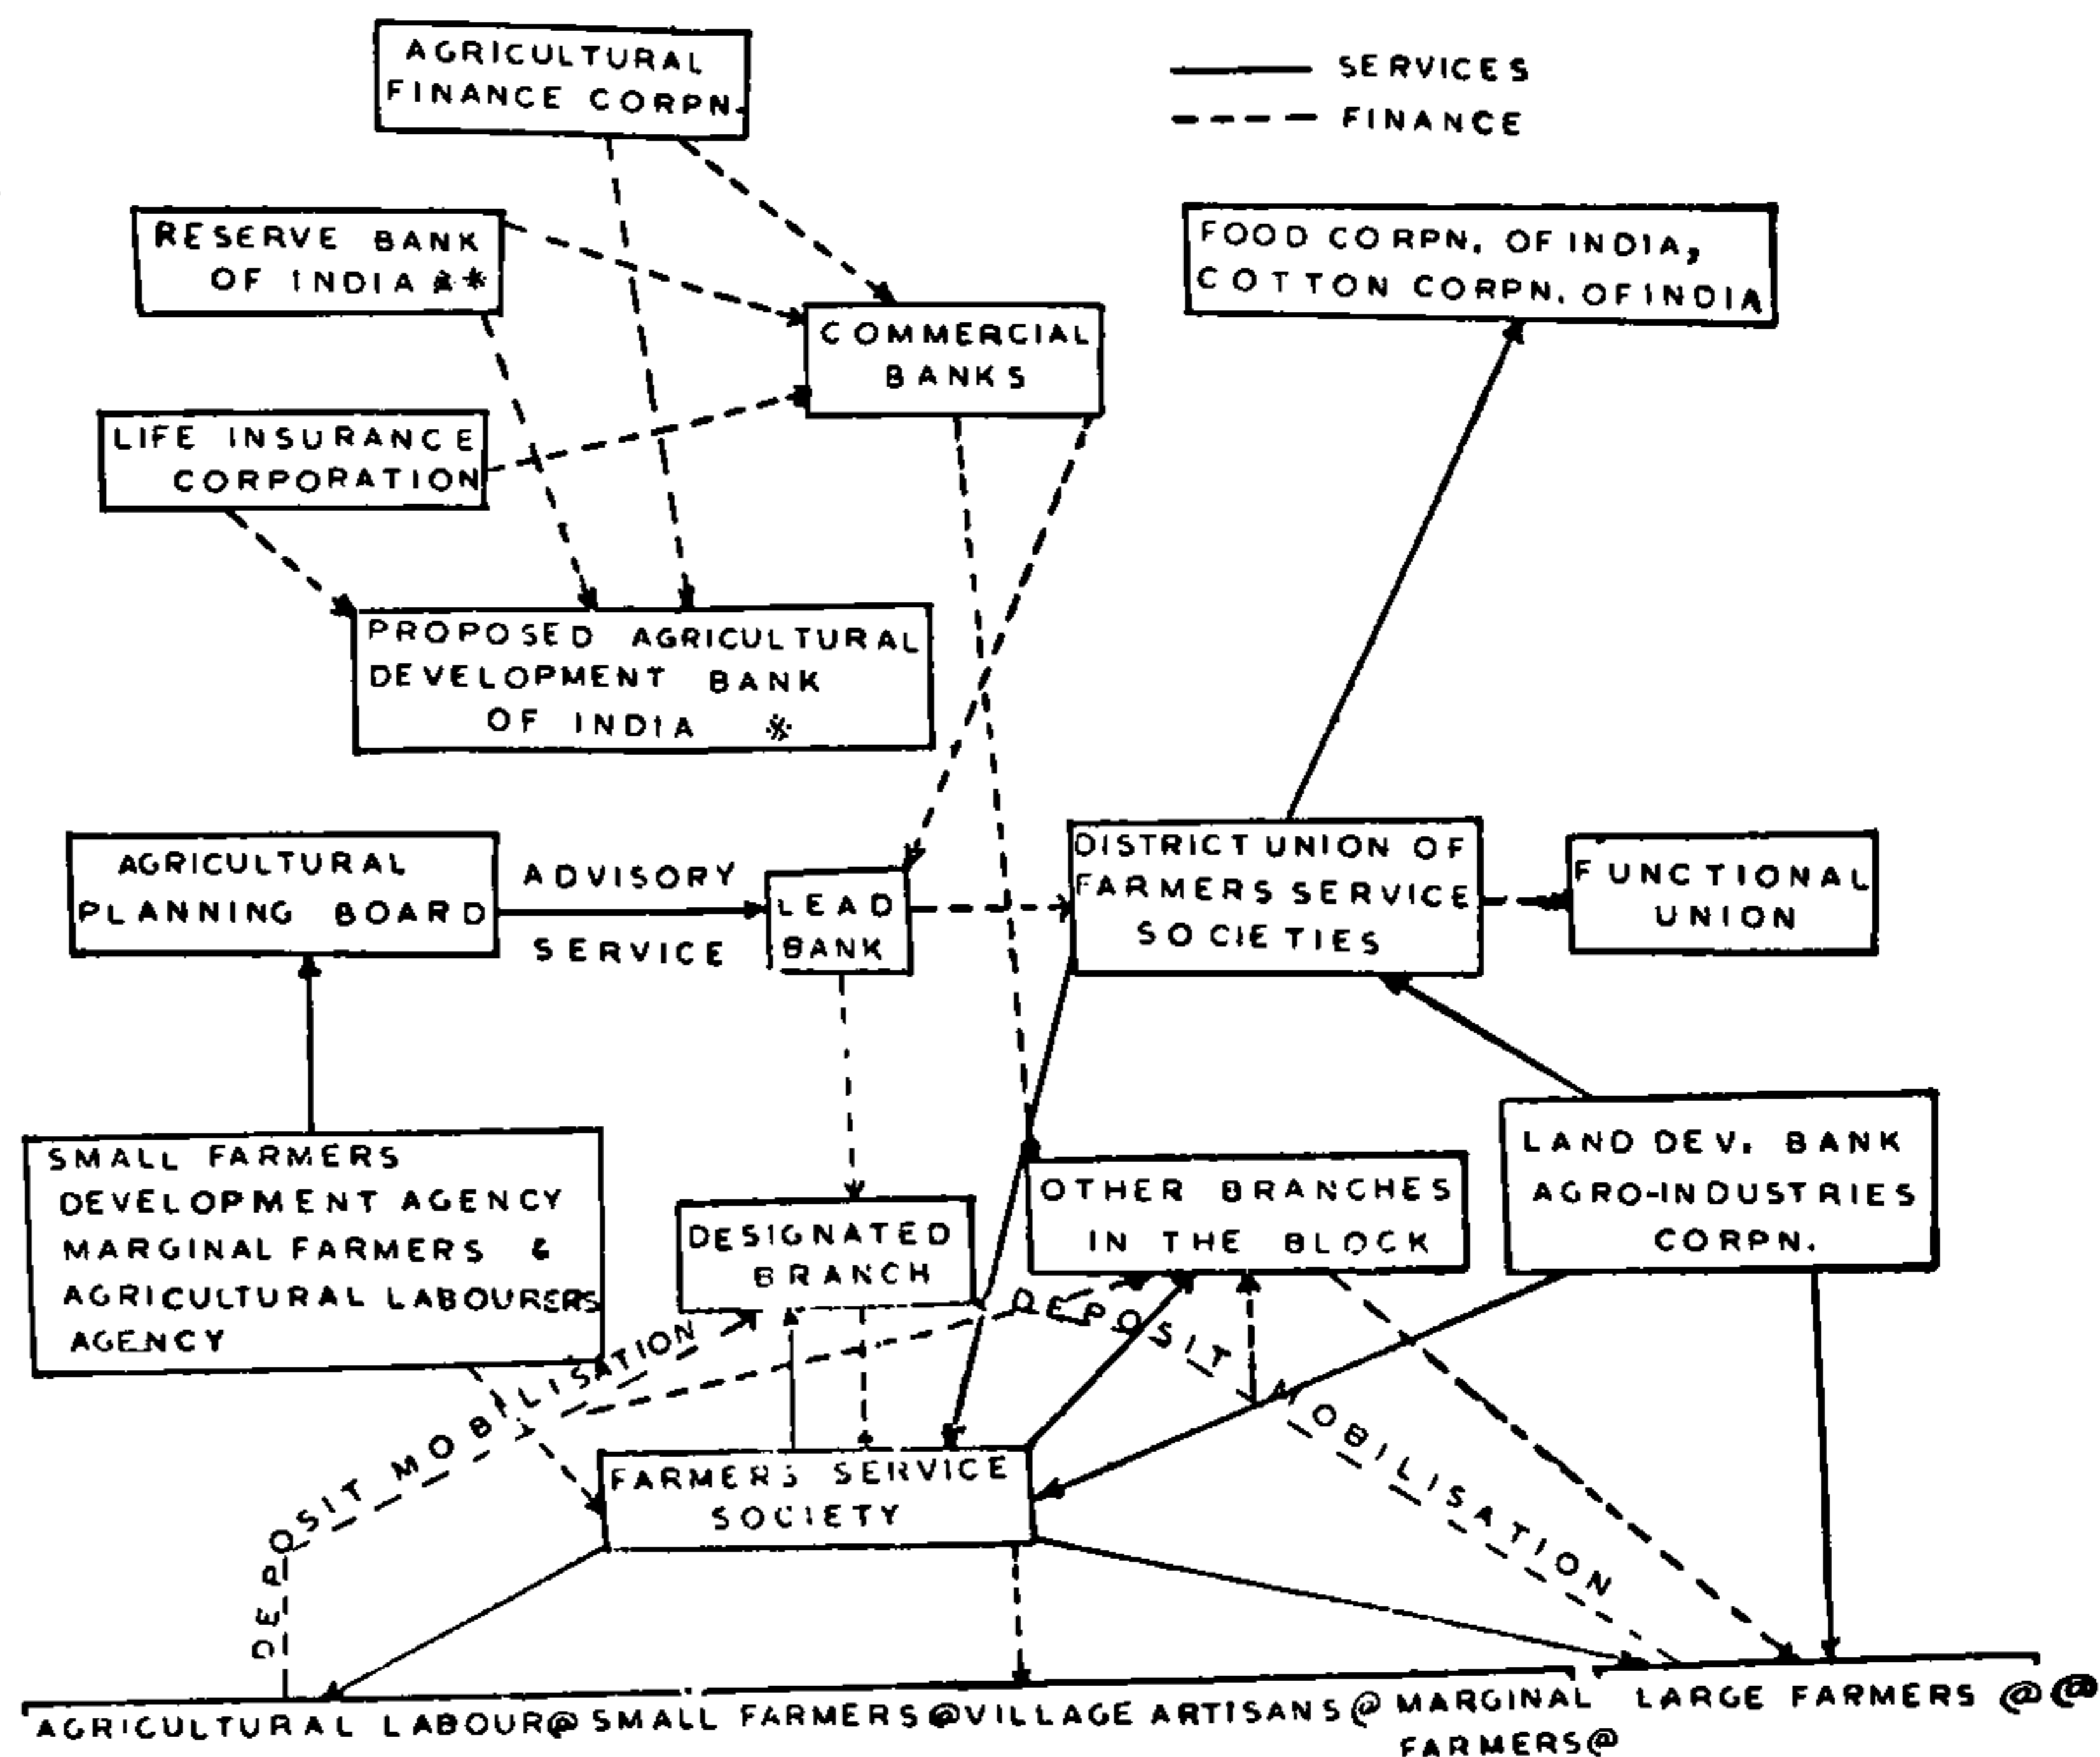 AGRICULTURAL
FINANCE CORPN.
SERVICES
FINANCE
RESERVE BANK
OF INDIA **
FOOD CORPN. OF INDIA,
COTTON CORPN. OF INDIA
COMMERCIAL
BANKS
LIFE INSURANCE
CORPORATION
PROPOSED AGRICULTURAL
DEVELOPMENT BANK
OF INDIA *
AGRICULTURAL
PLANNING BOARD
ADVISORY
SERVICE
LEAD
BANK
DISTRICT UNION OF
FARMERS SERVICE
SOCIETIES
FUNCTIONAL
UNION
SMALL FARMERS
DEVELOPMENT AGENCY
MARGINAL FARMERS &
AGRICULTURAL LABOURERS
AGENCY
DESIGNATED
BRANCH
OTHER BRANCHES
IN THE BLOCK
LAND DEV. BANK
AGRO-INDUSTRIES
CORPN.
DEPOSIT MOBILISATION
DEPOSIT MOBILISATION
FARMERS SERVICE
SOCIETY
AGRICULTURAL LABOUR@ SMALL FARMERS @VILLAGE ARTISANS @ MARGINAL
FARMERS@
LARGE FARMERS @@